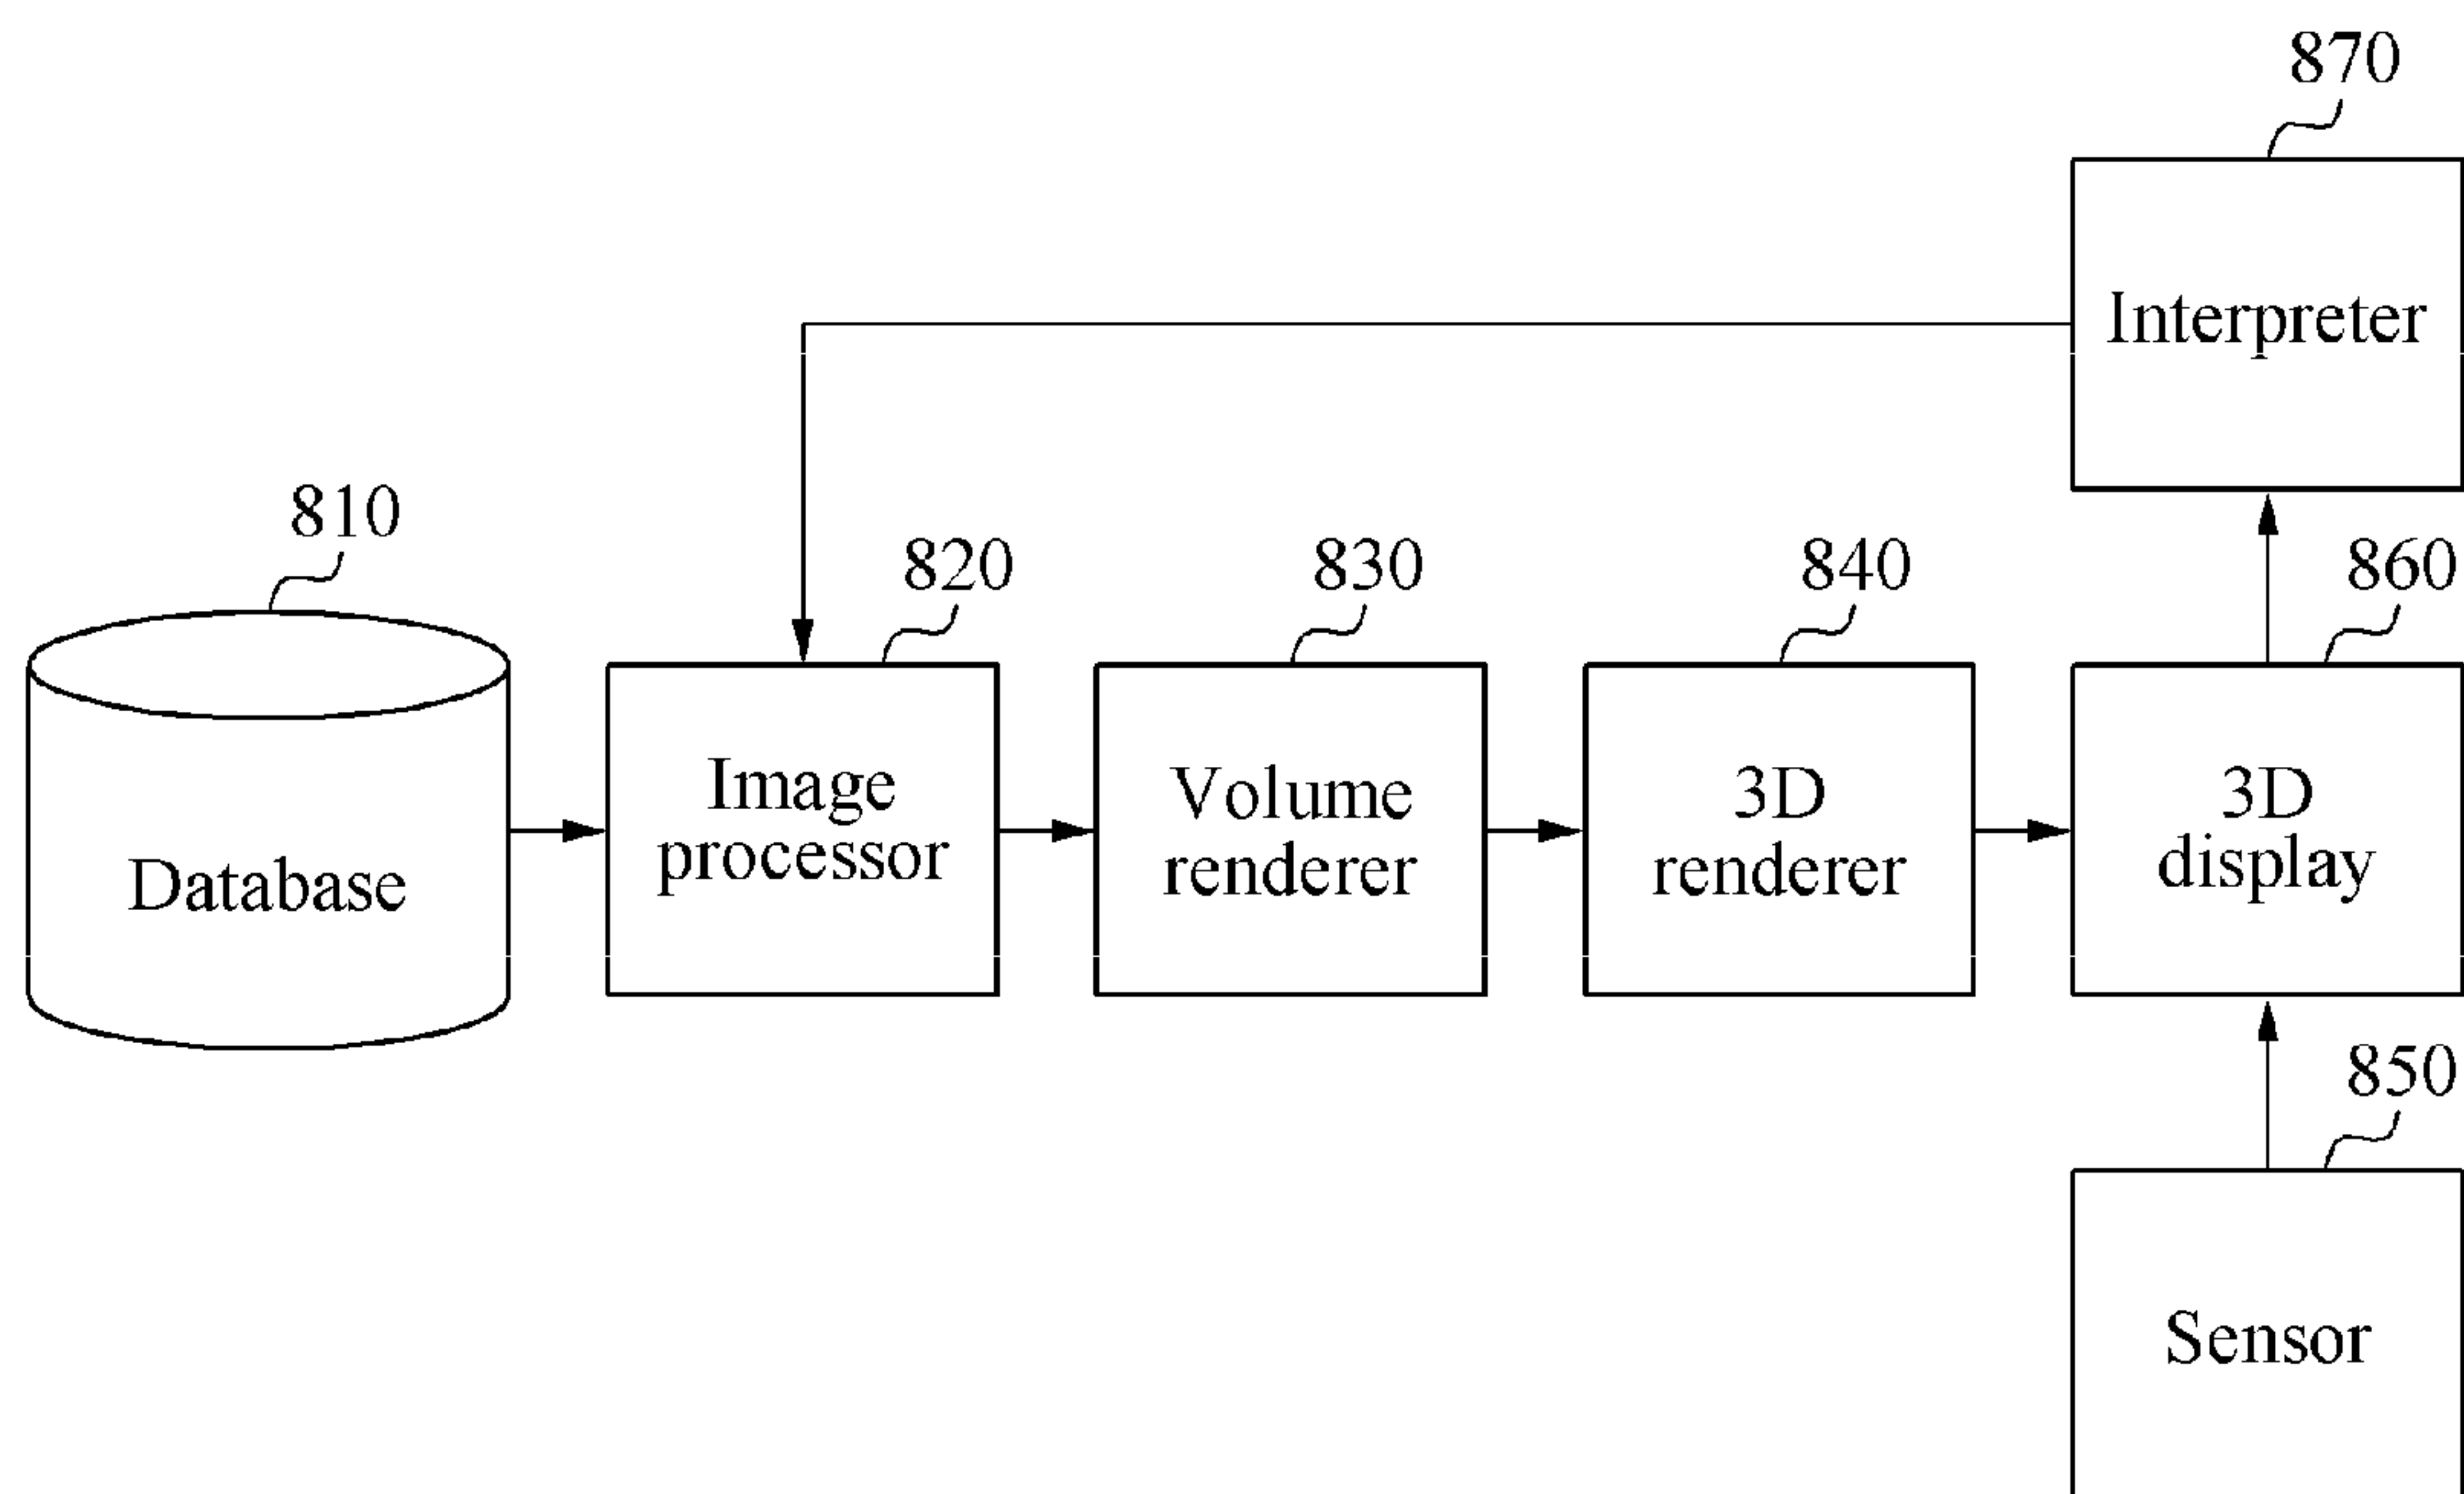 870
Interpreter
810
820
830
840
860
Database
Image
processor
Volume
renderer
3D
renderer
3D
display
850
Sensor